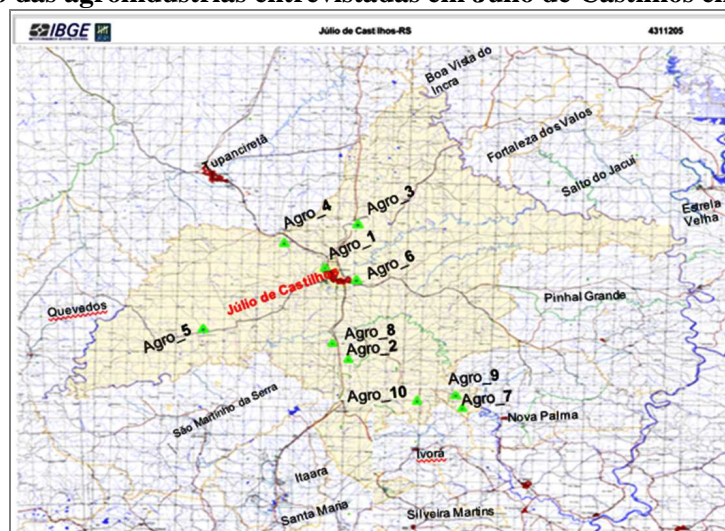 das agroindústrias entrevistadas em Júlio de Castilhos em
IBGE
Júlio de Castilhos-RS
4311205
Boa Vista do
Incra
Fortaleza dos Valos
Tupanciretã
Salto do Jacuí
Estrela
Velha
Agro_3
Agro_4
Agro_1
Agro_6
Júlio de Castilhos
Pinhal Grande
Quevedos
Agro_5
Agro_8
Agro_2
Agro_9
Agro_10
Agro_7
São Martinho da Serra
Nova Palma
Ivorá
Itaara
Santa Maria
Silveira Martins